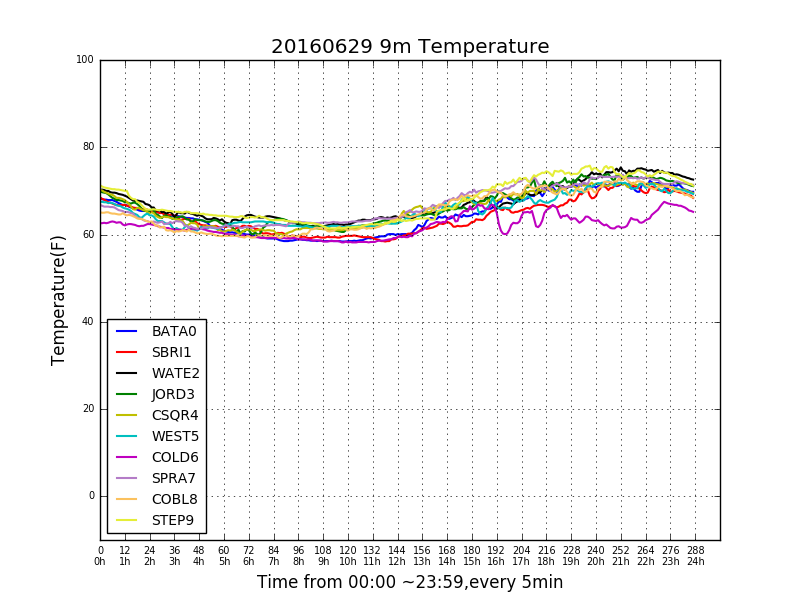 20160629 9m Temperature
100
80
60
40
20
0
Temperature(F)
BATA0
SBRI1
WATE2
JORD3
CSQR4
WEST5
COLD6
SPRA7
COBL8
STEP9
0 12 24 36 48 60 72 84 96 108 120 132 144 156 168 180 192 204 216 228 240 252 264 276 288
0h 1h 2h 3h 4h 5h 6h 7h 8h 9h 10h 11h 12h 13h 14h 15h 16h 17h 18h 19h 20h 21h 22h 23h 24h
Time from 00:00 ~23:59,every 5min